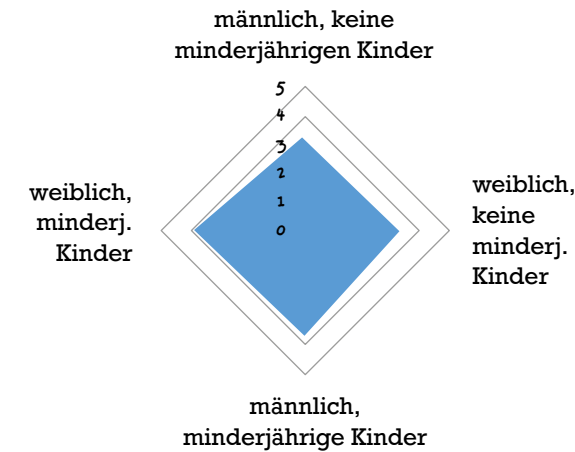 männlich, keine
minderjährigen Kinder
5
4
3
2
1
0
weiblich,
minderj.
Kinder
weiblich,
keine
minderj.
Kinder
männlich,
minderjährige Kinder